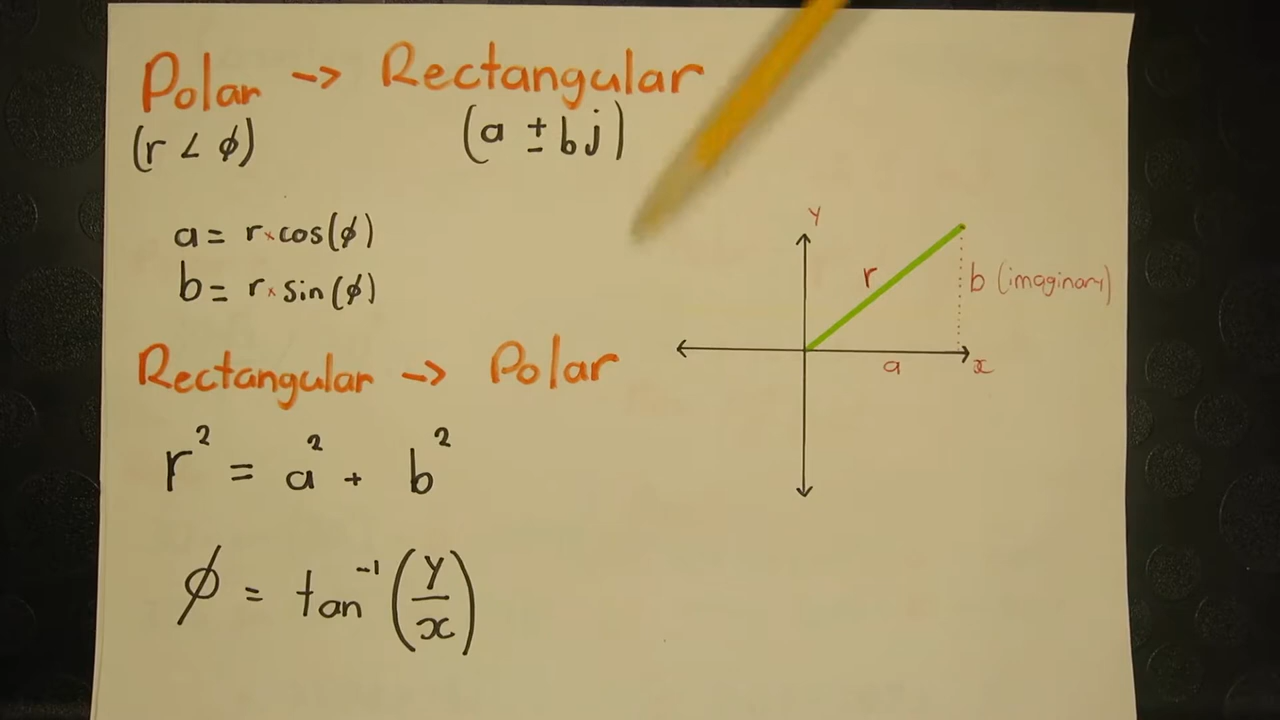 Polar -> Rectangular
(r ∠ φ) (a ± bj)
a = r × cos(φ)
b = r × sin(φ)
Rectangular -> Polar
r² = a² + b²
φ = tan⁻¹(y/x)
y
r
b (imaginary)
a
x